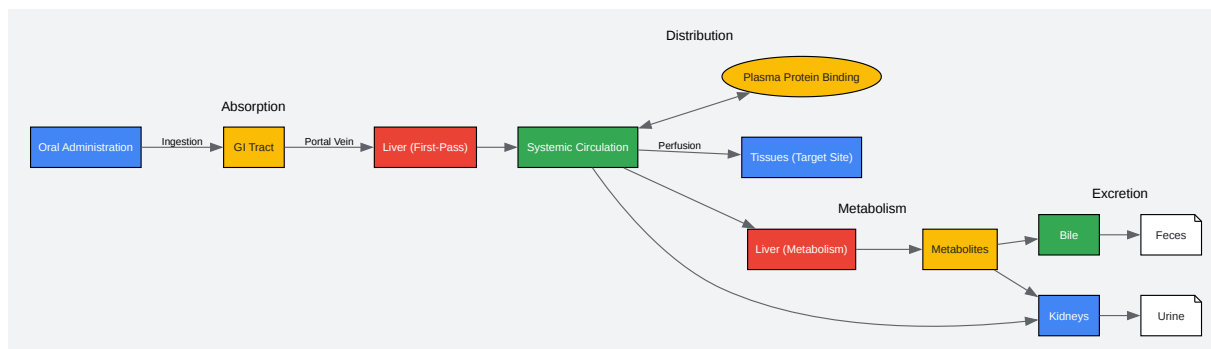 Distribution
Plasma Protein Binding
Absorption
Oral Administration
Ingestion
GI Tract
Portal Vein
Liver (First-Pass)
Systemic Circulation
Perfusion
Tissues (Target Site)
Metabolism
Excretion
Liver (Metabolism)
Metabolites
Bile
Feces
Kidneys
Urine